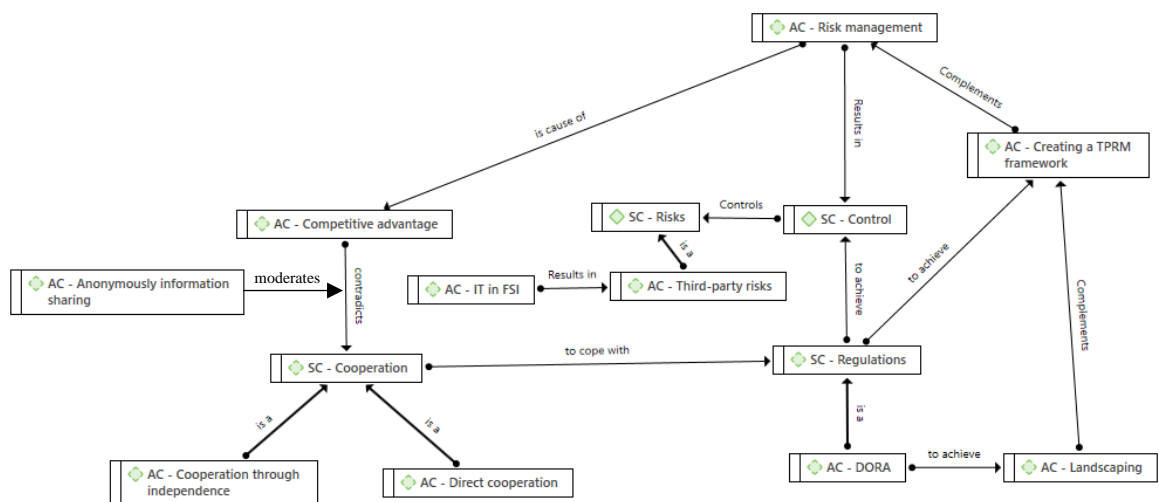 AC - Risk management
Complements
is cause of
Results in
AC - Creating a TPRM
framework
SC - Risks
Controls
SC - Control
AC - Competitive advantage
is a
to achieve
AC - Anonymously information
sharing
moderates
contradicts
AC - IT in FSI
Results in
AC - Third-party risks
to achieve
Complements
SC - Cooperation
to cope with
SC - Regulations
is a
is a
is a
AC - Cooperation through
independence
AC - Direct cooperation
AC - DORA
to achieve
AC - Landscaping